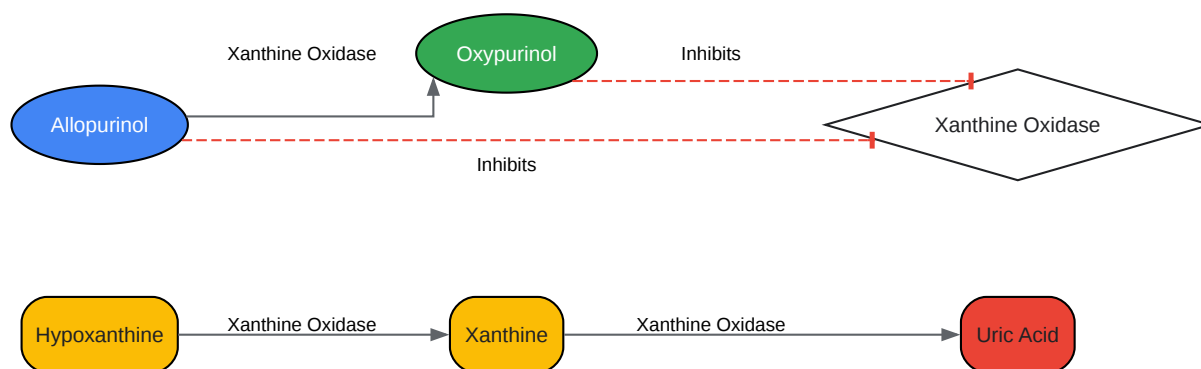 Xanthine Oxidase
Oxypurinol
Inhibits
Allopurinol
Xanthine Oxidase
Inhibits
Hypoxanthine
Xanthine Oxidase
Xanthine
Xanthine Oxidase
Uric Acid